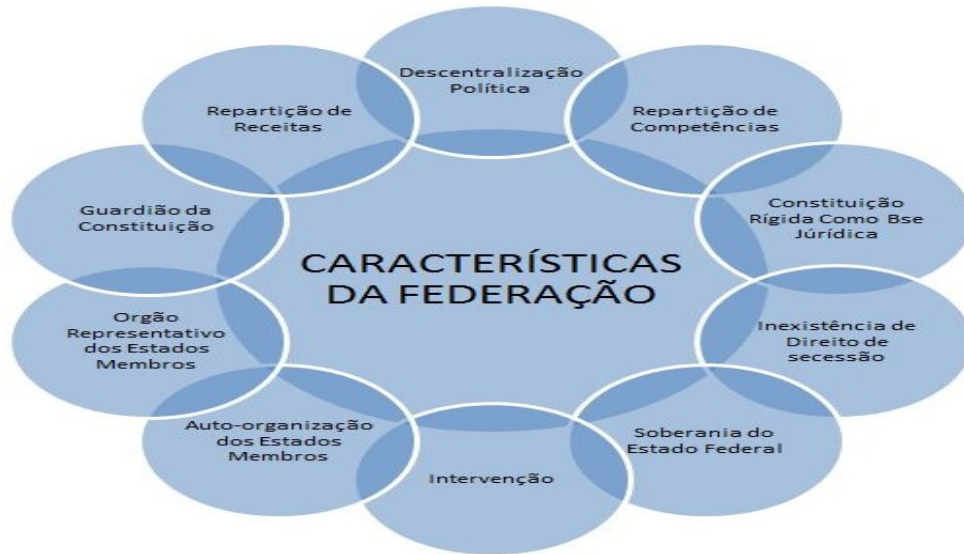 Descentralização
Política
Repartição de
Competências
Constituição
Rígida Como Bse
Júrídica
Inexistência de
Direito de
secessão
Soberania do
Estado Federal
Intervenção
Auto-organização
dos Estados
Membros
Orgão
Representativo
dos Estados
Membros
Guardião da
Constituição
Repartição de
Receitas
CARACTERÍSTICAS
DA FEDERAÇÃO